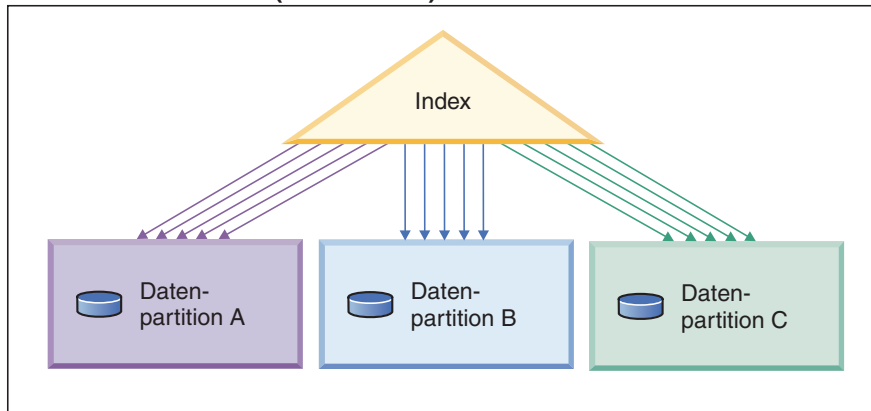 Index
Daten-
partition A
Daten-
partition B
Daten-
partition C